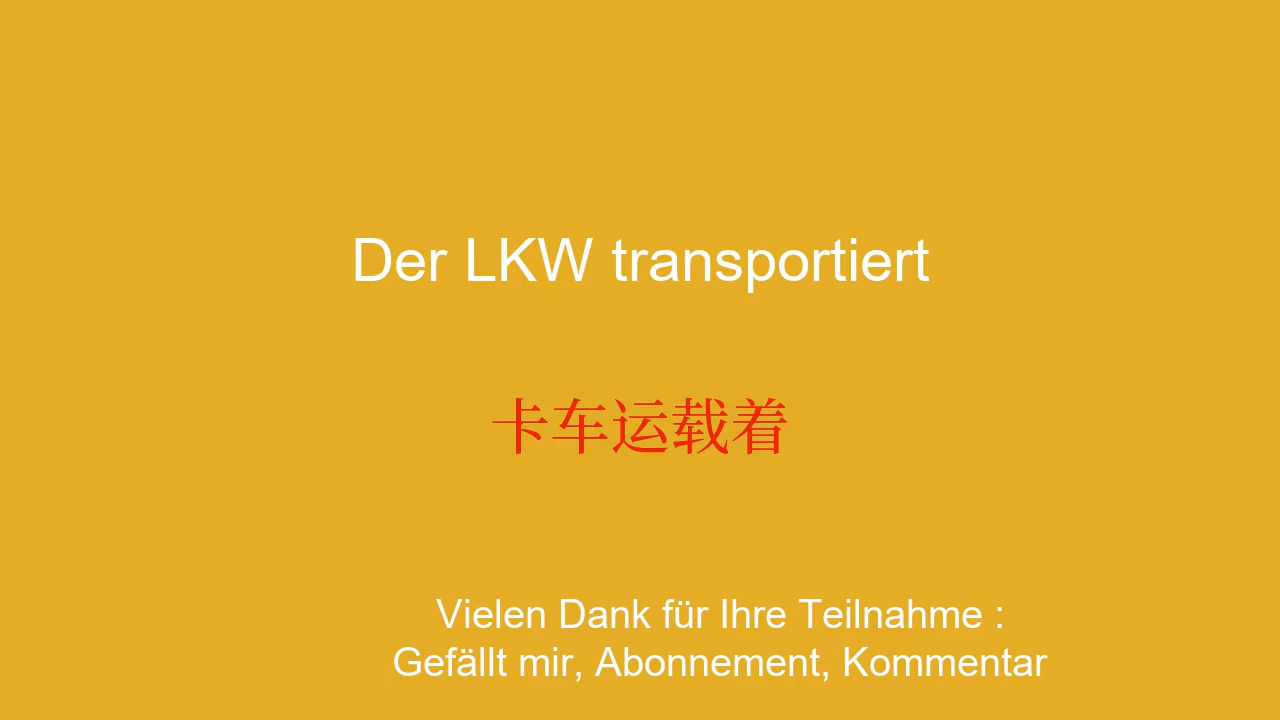 Der LKW transportiert
卡车运载着
Vielen Dank für Ihre Teilnahme :
Gefällt mir, Abonnement, Kommentar